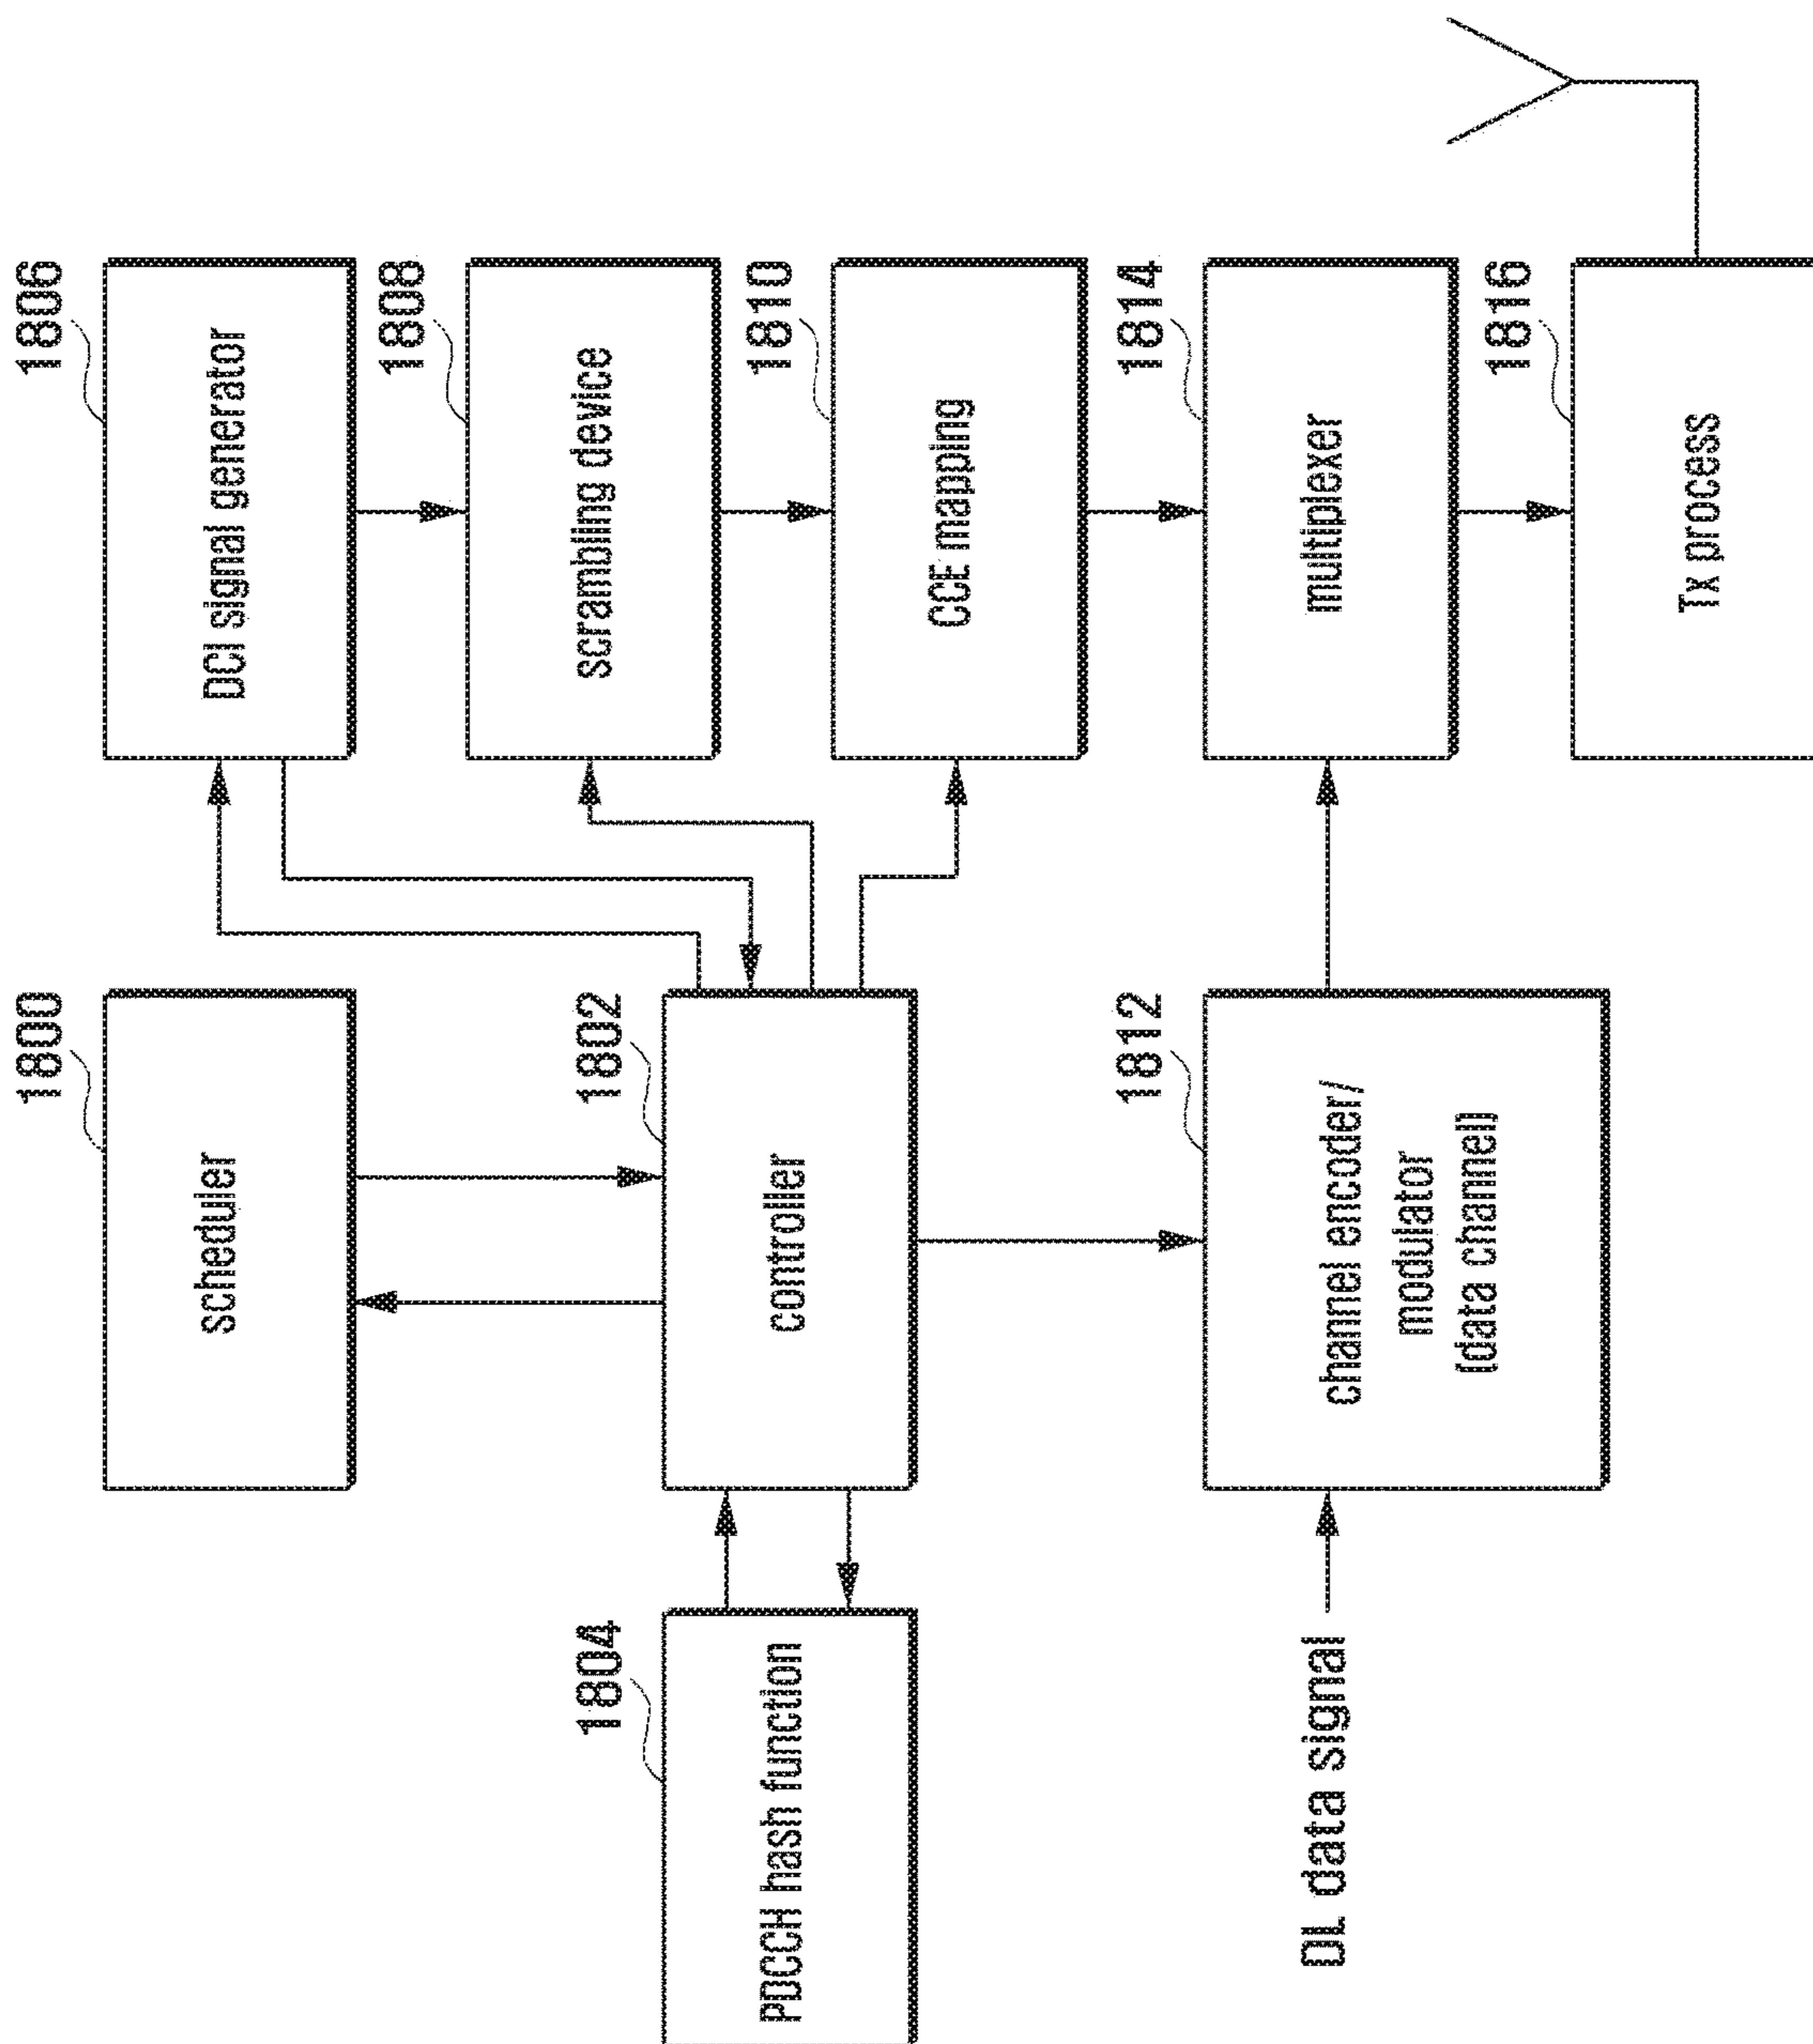 1800
scheduler
1806
DCI signal generator
1804
PDCCH hash function
1802
controller
1808
scrambling device
1810
CCE mapping
DL data signal
1812
channel encoder/
modulator
(data channel)
1814
multiplexer
1816
Tx process